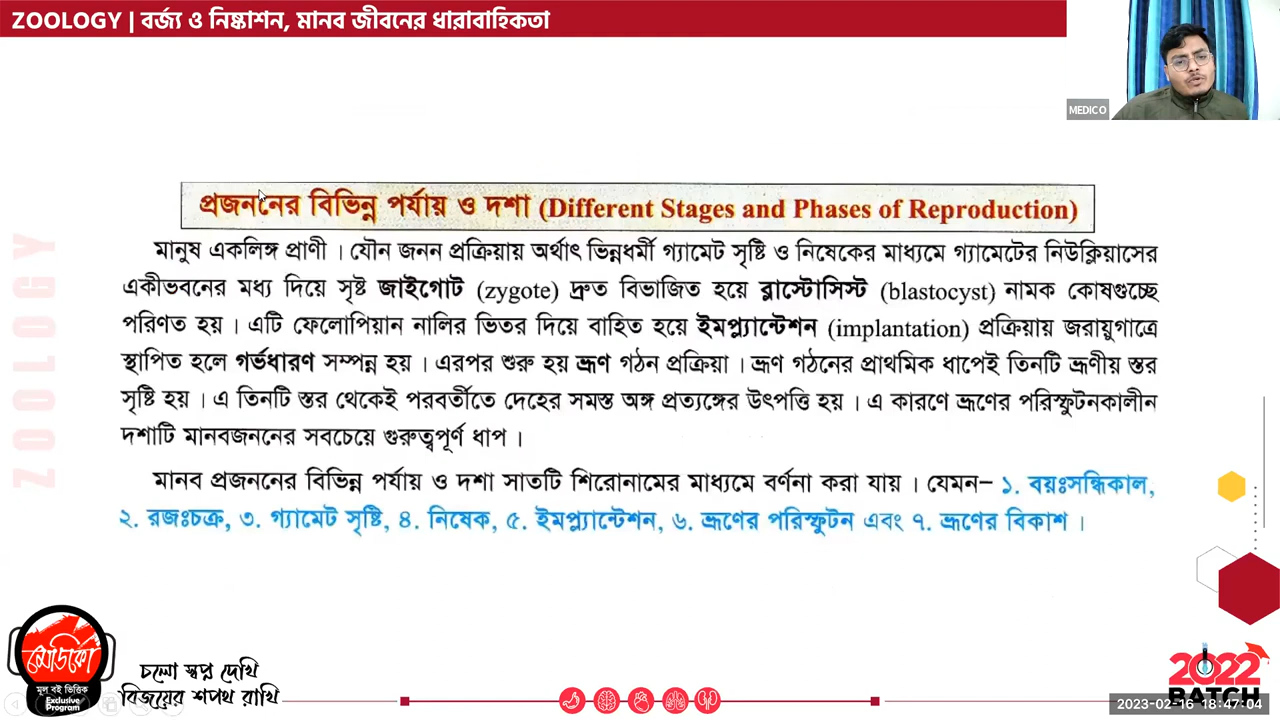 ZOOLOGY | বর্জ্য ও নিষ্কাশন, মানব জীবনের ধারাবাহিকতা
MEDICO
প্রজননের বিভিন্ন পর্যায় ও দশা (Different Stages and Phases of Reproduction)
মানুষ একলিঙ্গ প্রাণী । যৌন জনন প্রক্রিয়ায় অর্থাৎ ভিন্নধর্মী গ্যামেট সৃষ্টি ও নিষেকের মাধ্যমে গ্যামেটের নিউক্লিয়াসের
একীভবনের মধ্য দিয়ে সৃষ্ট জাইগোট (zygote) দ্রুত বিভাজিত হয়ে ব্লাস্টোসিস্ট (blastocyst) নামক কোষগুচ্ছে
পরিণত হয় । এটি ফেলোপিয়ান নালির ভিতর দিয়ে বাহিত হয়ে ইমপ্ল্যান্টেশন (implantation) প্রক্রিয়ায় জরায়ুগাত্রে
স্থাপিত হলে গর্ভধারণ সম্পন্ন হয় । এরপর শুরু হয় ভ্রূণ গঠন প্রক্রিয়া । ভ্রূণ গঠনের প্রাথমিক ধাপেই তিনটি ভ্রূণীয় স্তর
সৃষ্টি হয় । এ তিনটি স্তর থেকেই পরবর্তীতে দেহের সমস্ত অঙ্গ প্রত্যঙ্গের উৎপত্তি হয় । এ কারণে ভ্রূণের পরিস্ফুটনকালীন
দশাটি মানবজননের সবচেয়ে গুরুত্বপূর্ণ ধাপ ।
মানব প্রজননের বিভিন্ন পর্যায় ও দশা সাতটি শিরোনামের মাধ্যমে বর্ণনা করা যায় । যেমন– ১. বয়ঃসন্ধিকাল,
২. রজঃচক্র, ৩. গ্যামেট সৃষ্টি, ৪. নিষেক, ৫. ইমপ্ল্যান্টেশন, ৬. ভ্রূণের পরিস্ফুটন এবং ৭. ভ্রূণের বিকাশ ।
ZOOLOGY
মেডিকো
মূল বই ভিত্তিক
Exclusive
Program
চলো স্বপ্ন দেখি
বিজয়ের শপথ রাখি
2022
BATCH
2023-02-16 18:47:04